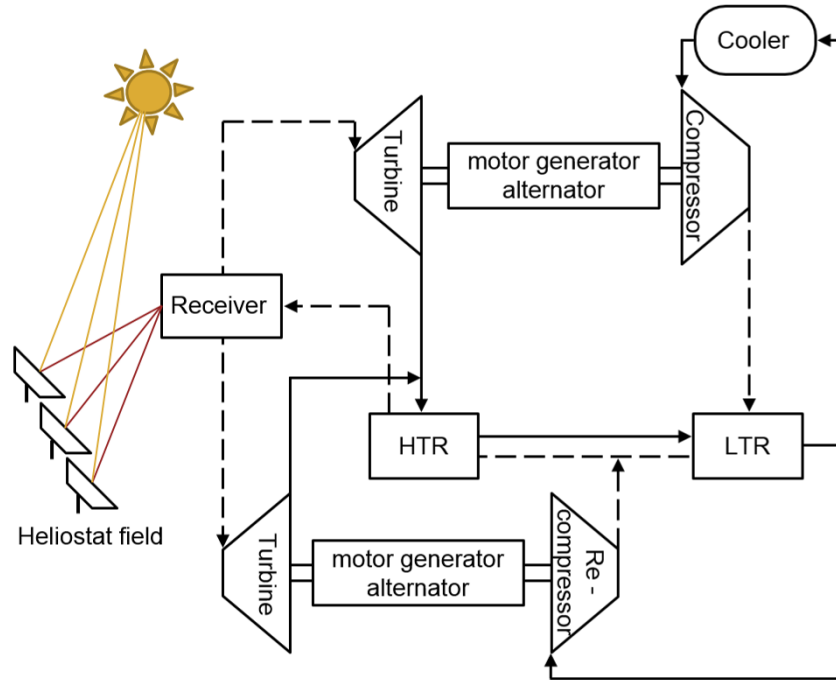 Cooler
Turbine
motor generator
alternator
Compressor
Receiver
HTR
LTR
Heliostat field
Turbine
motor generator
alternator
Re -
compressor